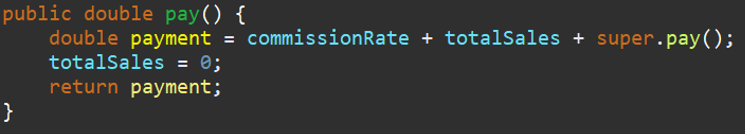 public double pay() {
    double payment = commissionRate + totalSales + super.pay();
    totalSales = 0;
    return payment;
}